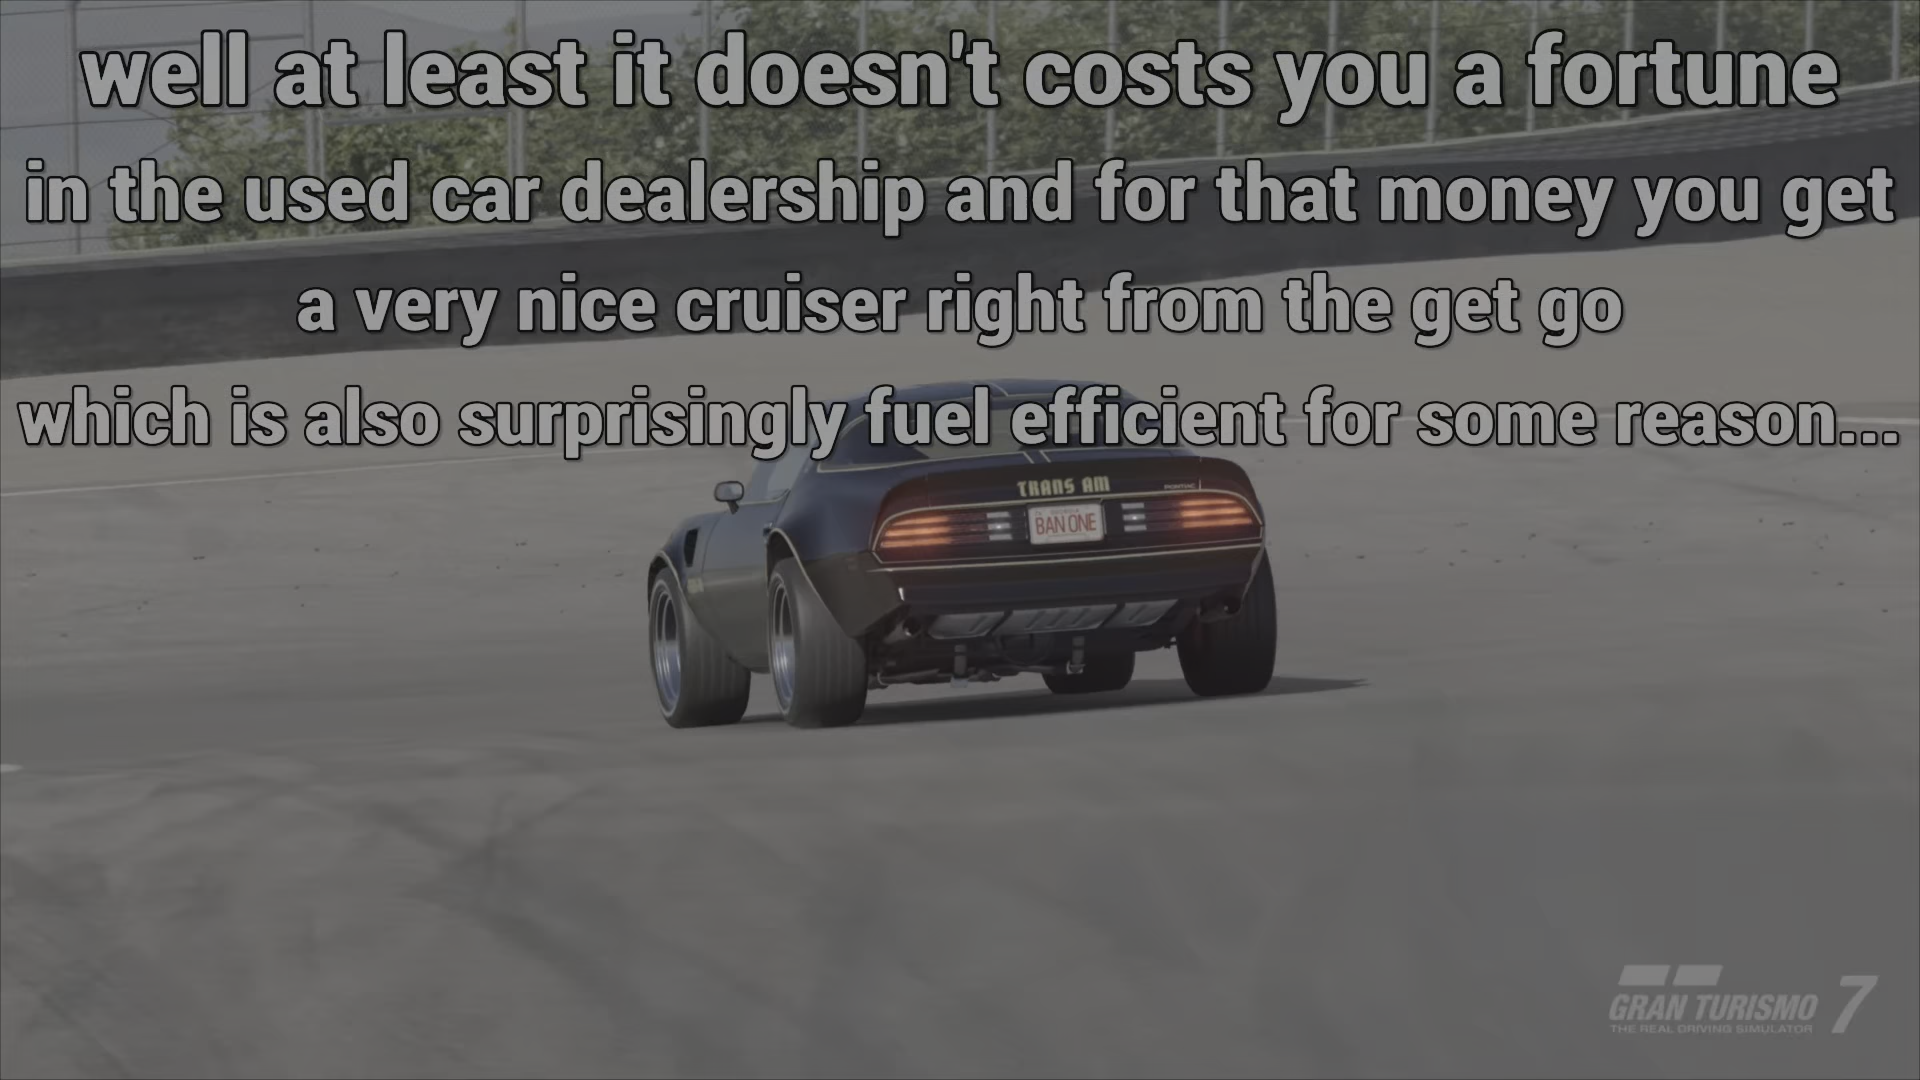 well at least it doesn't costs you a fortune
in the used car dealership and for that money you get
a very nice cruiser right from the get go
which is also surprisingly fuel efficient for some reason...
TRANS AM
PONTIAC
BAN ONE
GRAN TURISMO 7
THE REAL DRIVING SIMULATOR